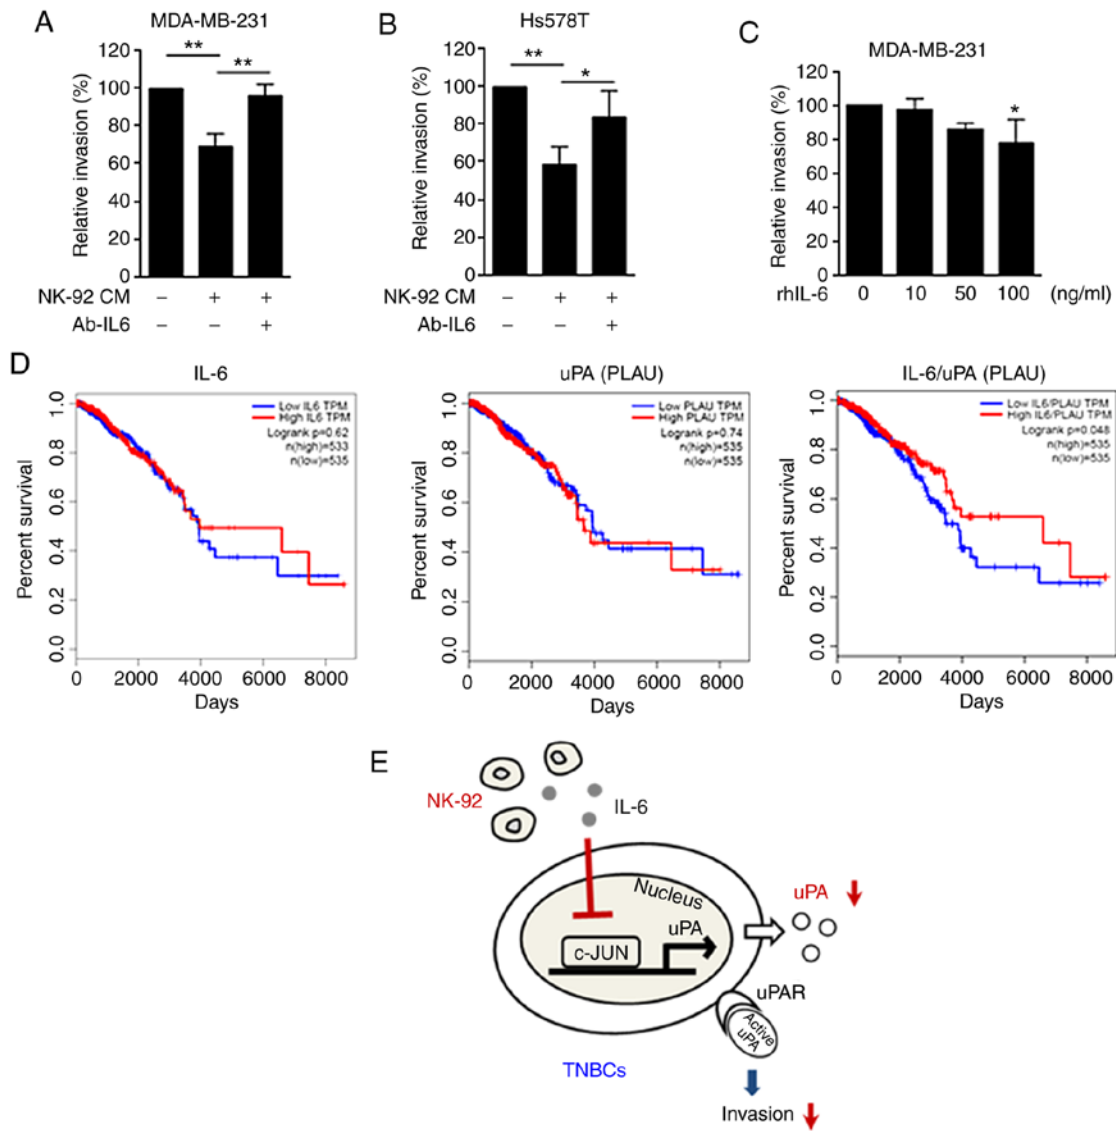 A
MDA-MB-231
Relative invasion (%)
120
100
80
60
40
20
0
**
**
NK-92 CM – + +
Ab-IL6 – – +
B
Hs578T
Relative invasion (%)
120
100
80
60
40
20
0
**
*
NK-92 CM – + +
Ab-IL6 – – +
C
MDA-MB-231
Relative invasion (%)
120
100
80
60
40
20
0
*
rhIL-6 0 10 50 100 (ng/ml)
D
IL-6
Percent survival
1.0
0.8
0.6
0.4
0.2
0.0
Low IL6 TPM
High IL6 TPM
Logrank p=0.62
n(high)=533
n(low)=535
0 2000 4000 6000 8000
Days
uPA (PLAU)
Percent survival
1.0
0.8
0.6
0.4
0.2
0.0
Low PLAU TPM
High PLAU TPM
Logrank p=0.74
n(high)=535
n(low)=535
0 2000 4000 6000 8000
Days
IL-6/uPA (PLAU)
Percent survival
1.0
0.8
0.6
0.4
0.2
0.0
Low IL6/PLAU TPM
High IL6/PLAU TPM
Logrank p=0.048
n(high)=535
n(low)=535
0 2000 4000 6000 8000
Days
E
NK-92
IL-6
Nucleus
uPA
c-JUN
uPA
uPAR
Active
uPA
TNBCs
Invasion